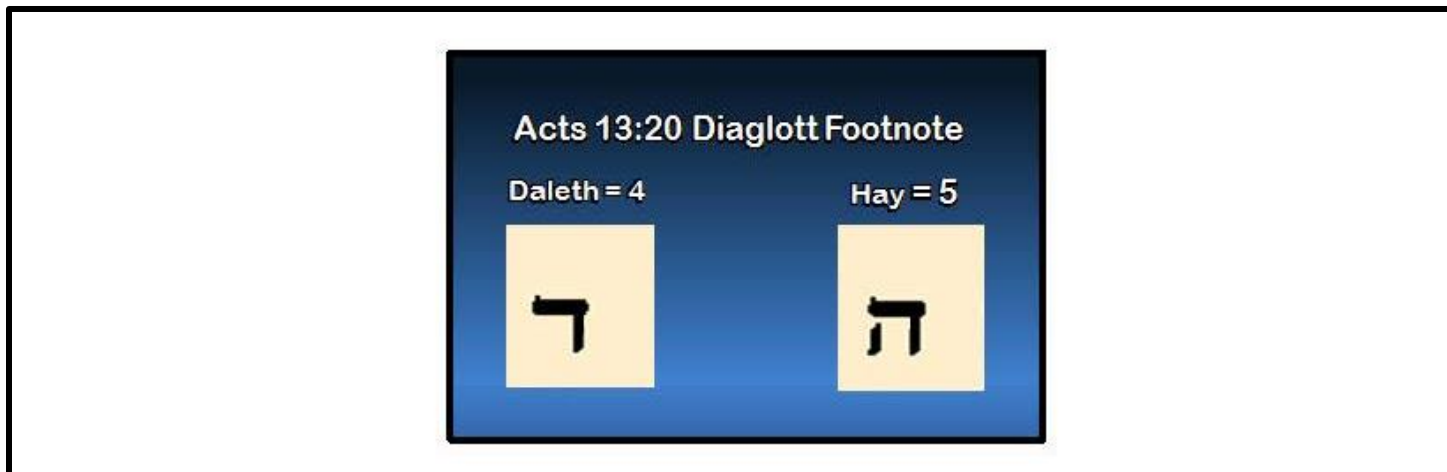 Acts 13:20 Diaglott Footnote
Daleth = 4
Hay = 5
ד
ה